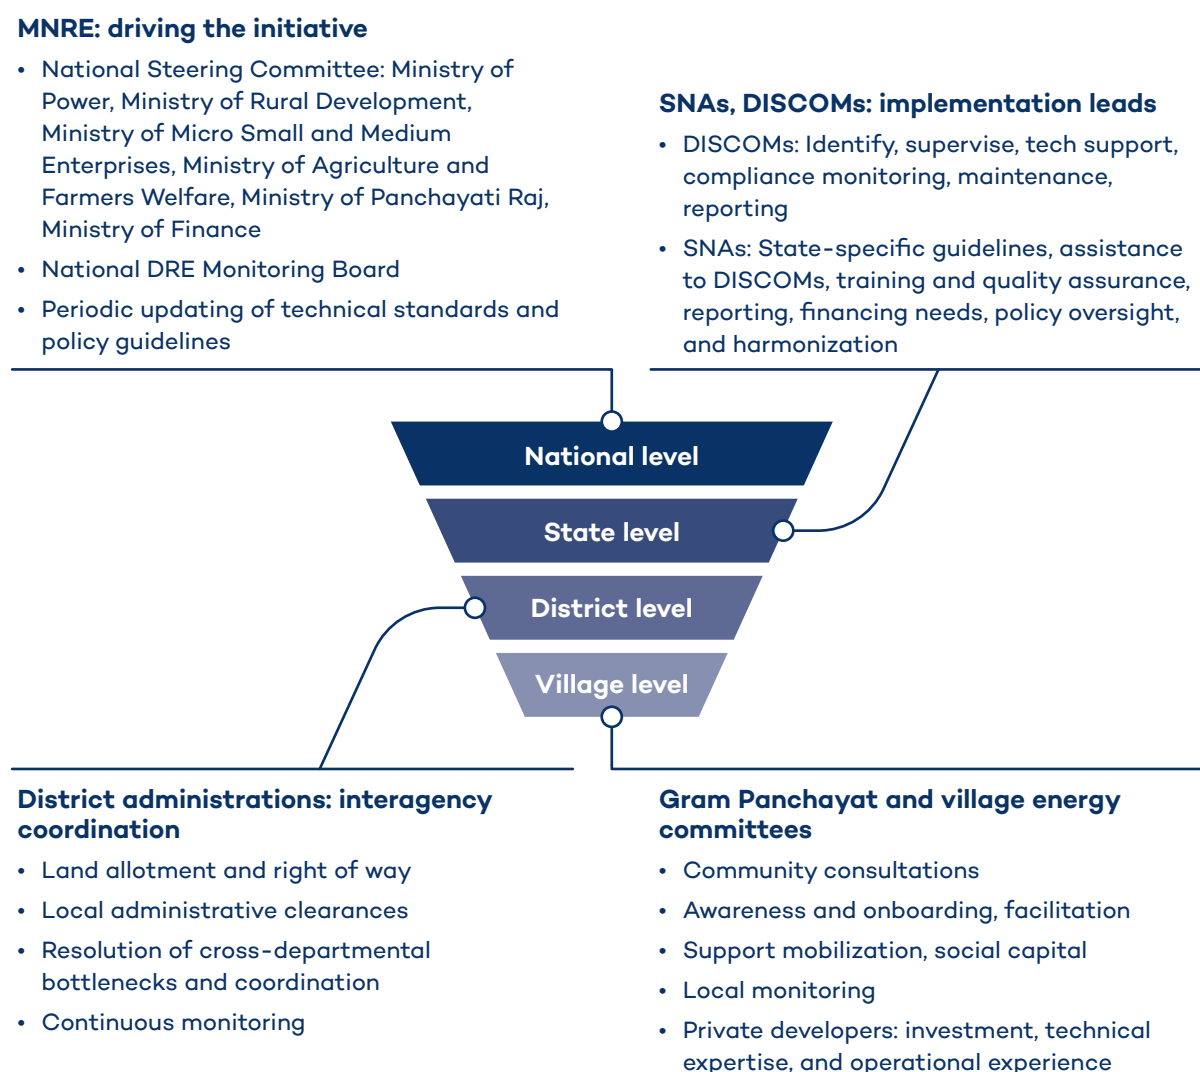 MNRE: driving the initiative
• National Steering Committee: Ministry of
Power, Ministry of Rural Development,
Ministry of Micro Small and Medium
Enterprises, Ministry of Agriculture and
Farmers Welfare, Ministry of Panchayati Raj,
Ministry of Finance
• National DRE Monitoring Board
• Periodic updating of technical standards and
policy guidelines
SNAs, DISCOMs: implementation leads
• DISCOMs: Identify, supervise, tech support,
compliance monitoring, maintenance,
reporting
• SNAs: State-specific guidelines, assistance
to DISCOMs, training and quality assurance,
reporting, financing needs, policy oversight,
and harmonization
National level
State level
District level
Village level
District administrations: interagency
coordination
• Land allotment and right of way
• Local administrative clearances
• Resolution of cross-departmental
bottlenecks and coordination
• Continuous monitoring
Gram Panchayat and village energy
committees
• Community consultations
• Awareness and onboarding, facilitation
• Support mobilization, social capital
• Local monitoring
• Private developers: investment, technical
expertise, and operational experience